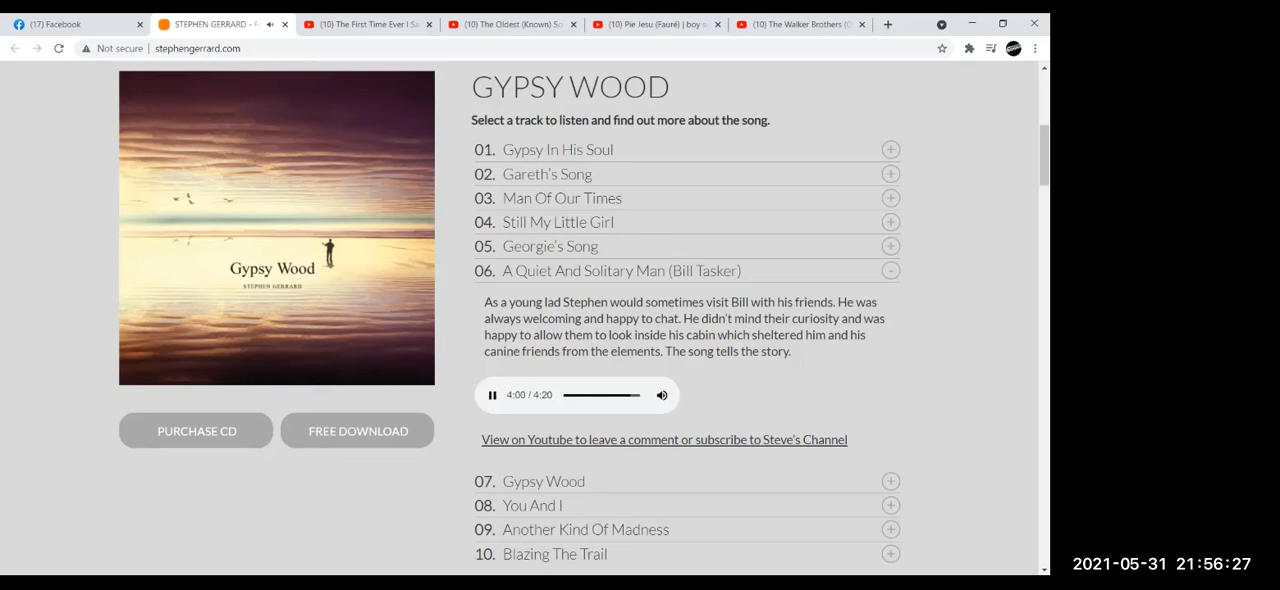 (17) Facebook
STEPHEN GERRARD - F
(10) The First Time Ever I Sa
(10) The Oldest (Known) So
(10) Pie Jesu (Fauré) | boy s
(10) The Walker Brothers (O
Not secure | stephengerrard.com
Gypsy Wood
STEPHEN GERRARD
PURCHASE CD
FREE DOWNLOAD
GYPSY WOOD
Select a track to listen and find out more about the song.
01. Gypsy In His Soul
02. Gareth's Song
03. Man Of Our Times
04. Still My Little Girl
05. Georgie's Song
06. A Quiet And Solitary Man (Bill Tasker)
As a young lad Stephen would sometimes visit Bill with his friends. He was
always welcoming and happy to chat. He didn't mind their curiosity and was
happy to allow them to look inside his cabin which sheltered him and his
canine friends from the elements. The song tells the story.
4:00 / 4:20
View on Youtube to leave a comment or subscribe to Steve's Channel
07. Gypsy Wood
08. You And I
09. Another Kind Of Madness
10. Blazing The Trail
2021-05-31 21:56:27